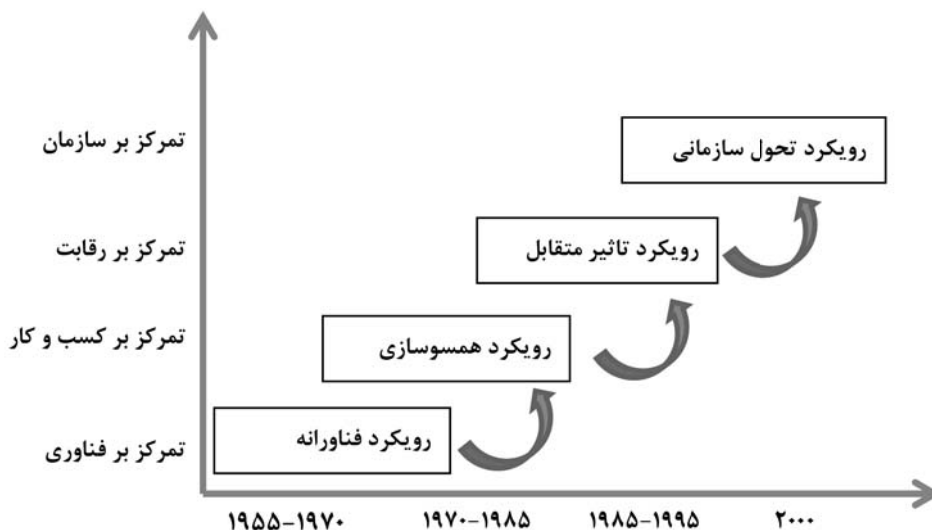 تمرکز بر سازمان
رویکرد تحول سازمانی
تمرکز بر رقابت
رویکرد تاثیر متقابل
تمرکز بر کسب و کار
رویکرد همسوسازی
تمرکز بر فناوری
رویکرد فناورانه
۱۹۵۵-۱۹۷۰
۱۹۷۰-۱۹۸۵
۱۹۸۵-۱۹۹۵
۲۰۰۰